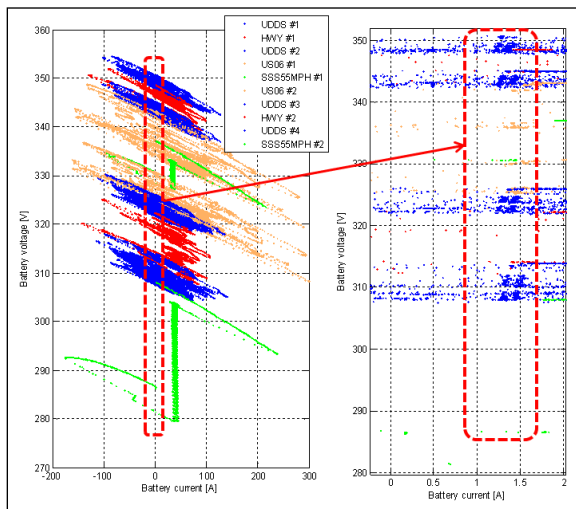 UDDS #1
HWY #1
UDDS #2
US06 #1
SSS55MPH #1
US06 #2
UDDS #3
HWY #2
UDDS #4
SSS55MPH #2
360
350
340
330
320
310
300
290
280
270
Battery voltage [V]
-200 -100 0 100 200 300
Battery current [A]
350
340
330
320
310
300
290
280
Battery voltage [V]
0 0.5 1 1.5 2
Battery current [A]